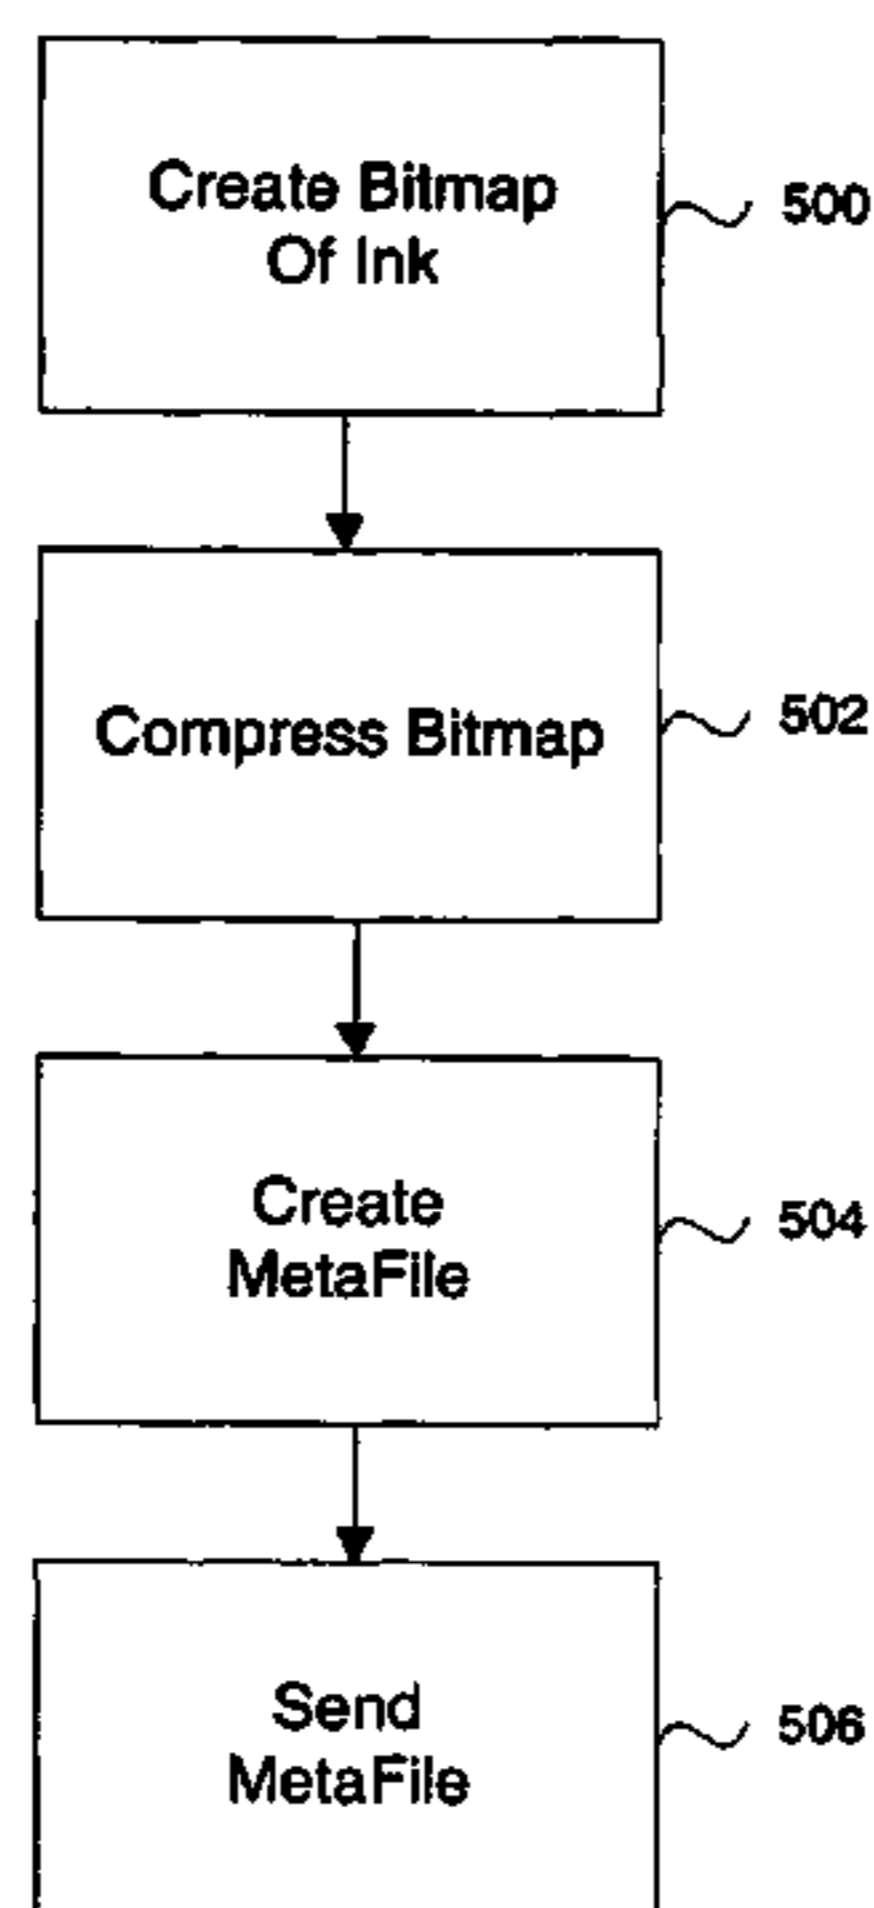 Create Bitmap
Of Ink
500
Compress Bitmap
502
Create
MetaFile
504
Send
MetaFile
506